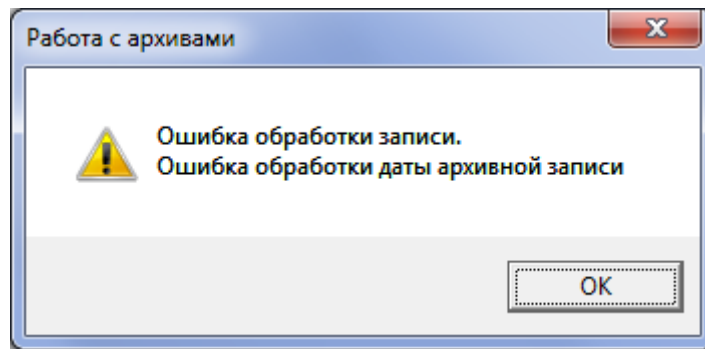 Работа с архивами
Ошибка обработки записи.
Ошибка обработки даты архивной записи
OK